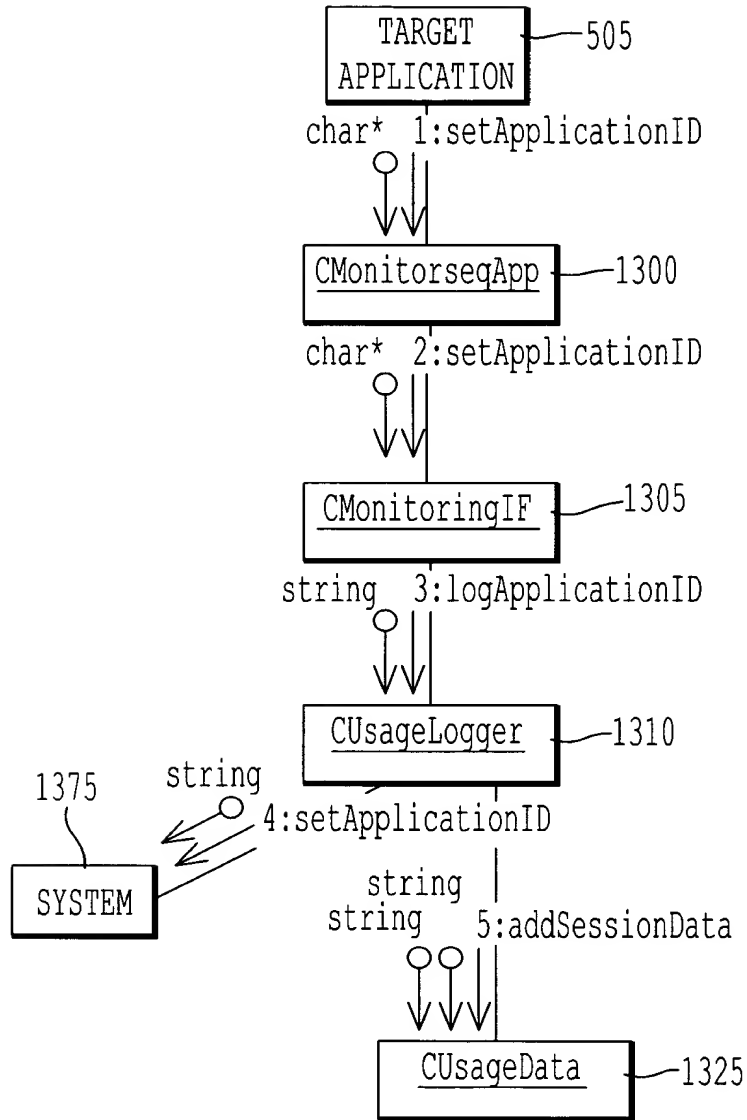 TARGET
APPLICATION
505
char* 1:setApplicationID
CMonitorseqApp
1300
char* 2:setApplicationID
CMonitoringIF
1305
string 3:logApplicationID
CUsageLogger
1310
1375
string
4:setApplicationID
SYSTEM
string
string
5:addSessionData
CUsageData
1325